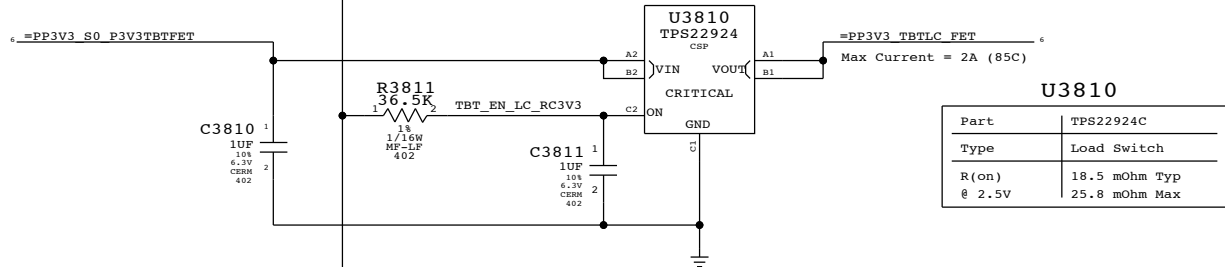 6 =PP3V3_S0_P3V3TBTFET
U3810
TPS22924
CSP
A2
B2
VIN
VOUT
A1
B1
CRITICAL
C2
ON
GND
C1
=PP3V3_TBTLC_FET 6
Max Current = 2A (85C)
R3811
36.5K
1
2
1%
1/16W
MF-LF
402
TBT_EN_LC_RC3V3
C3810
1UF
10%
6.3V
CERM
402
1
2
C3811
1UF
10%
6.3V
CERM
402
1
2
U3810
Part TPS22924C
Type Load Switch
R(on) 18.5 mOhm Typ
@ 2.5V 25.8 mOhm Max